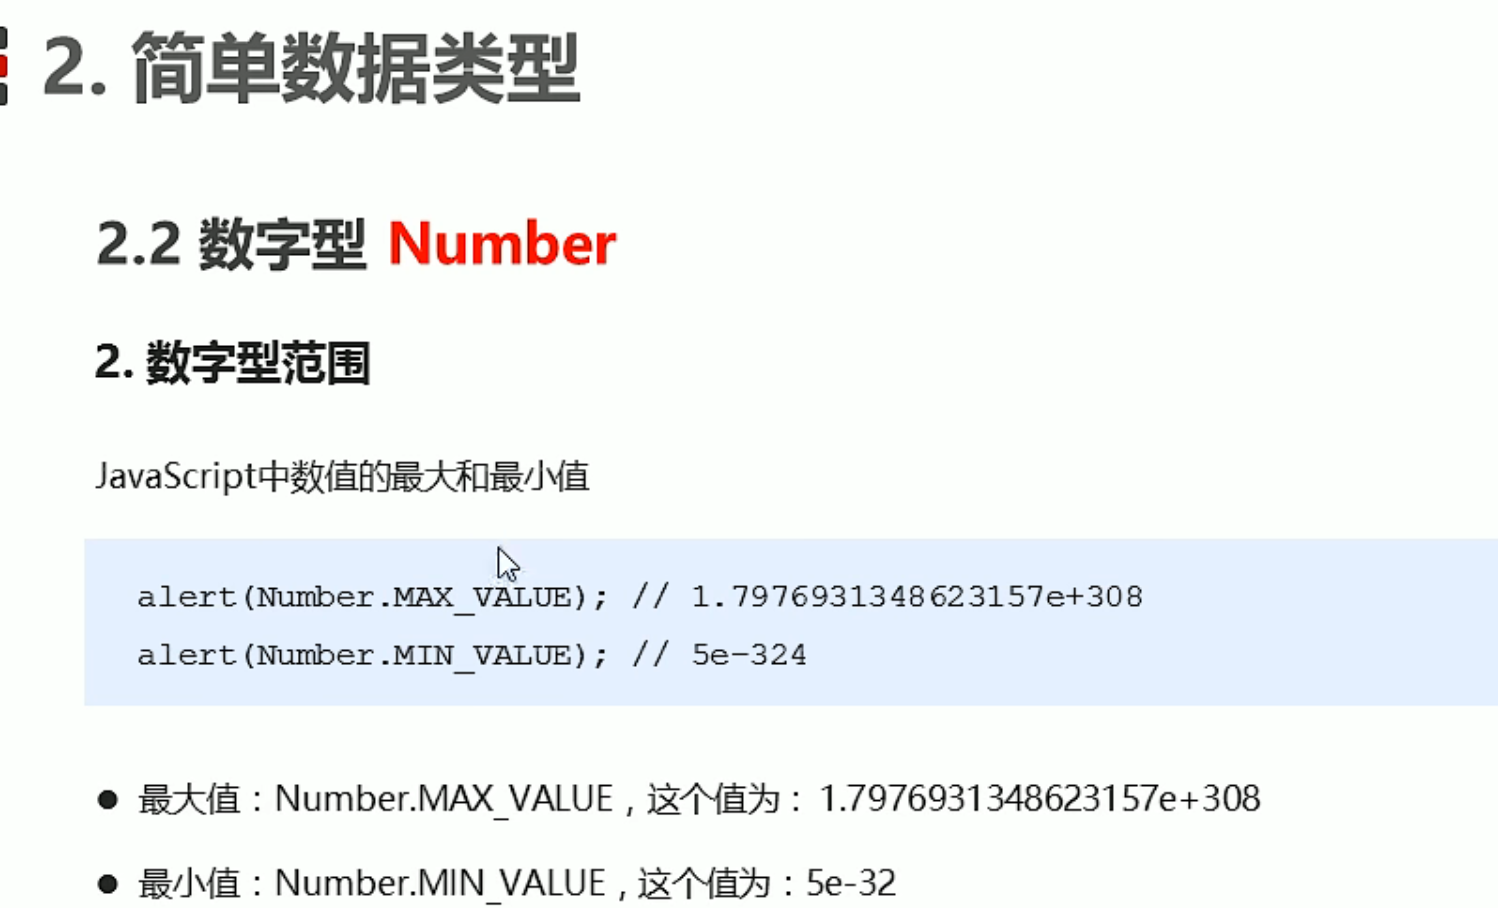 2. 简单数据类型
2.2 数字型 Number
2. 数字型范围
JavaScript中数值的最大和最小值
alert(Number.MAX_VALUE); // 1.7976931348623157e+308
alert(Number.MIN_VALUE); // 5e-324
● 最大值：Number.MAX_VALUE，这个值为： 1.7976931348623157e+308
● 最小值：Number.MIN_VALUE，这个值为：5e-32